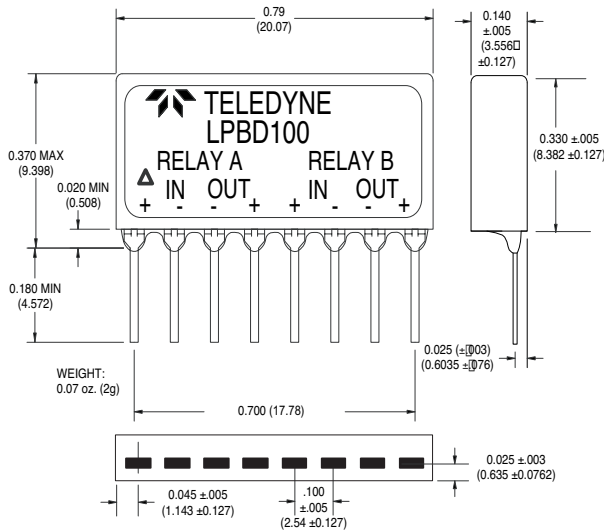 0.79
(20.07)
0.140
±.005
(3.556□
±0.127)
TELEDYNE
LPBD100
RELAY A RELAY B
IN OUT IN OUT
+ - - + + - - +
0.370 MAX
(9.398)
0.020 MIN
(0.508)
0.330 ±.005
(8.382 ±0.127)
0.180 MIN
(4.572)
0.025 (±□003)
(0.6035 ±□076)
WEIGHT:
0.07 oz. (2g)
0.700 (17.78)
0.025 ±.003
(0.635 ±0.0762)
0.045 ±.005
(1.143 ±0.127)
.100
±.005
(2.54 ±0.127)